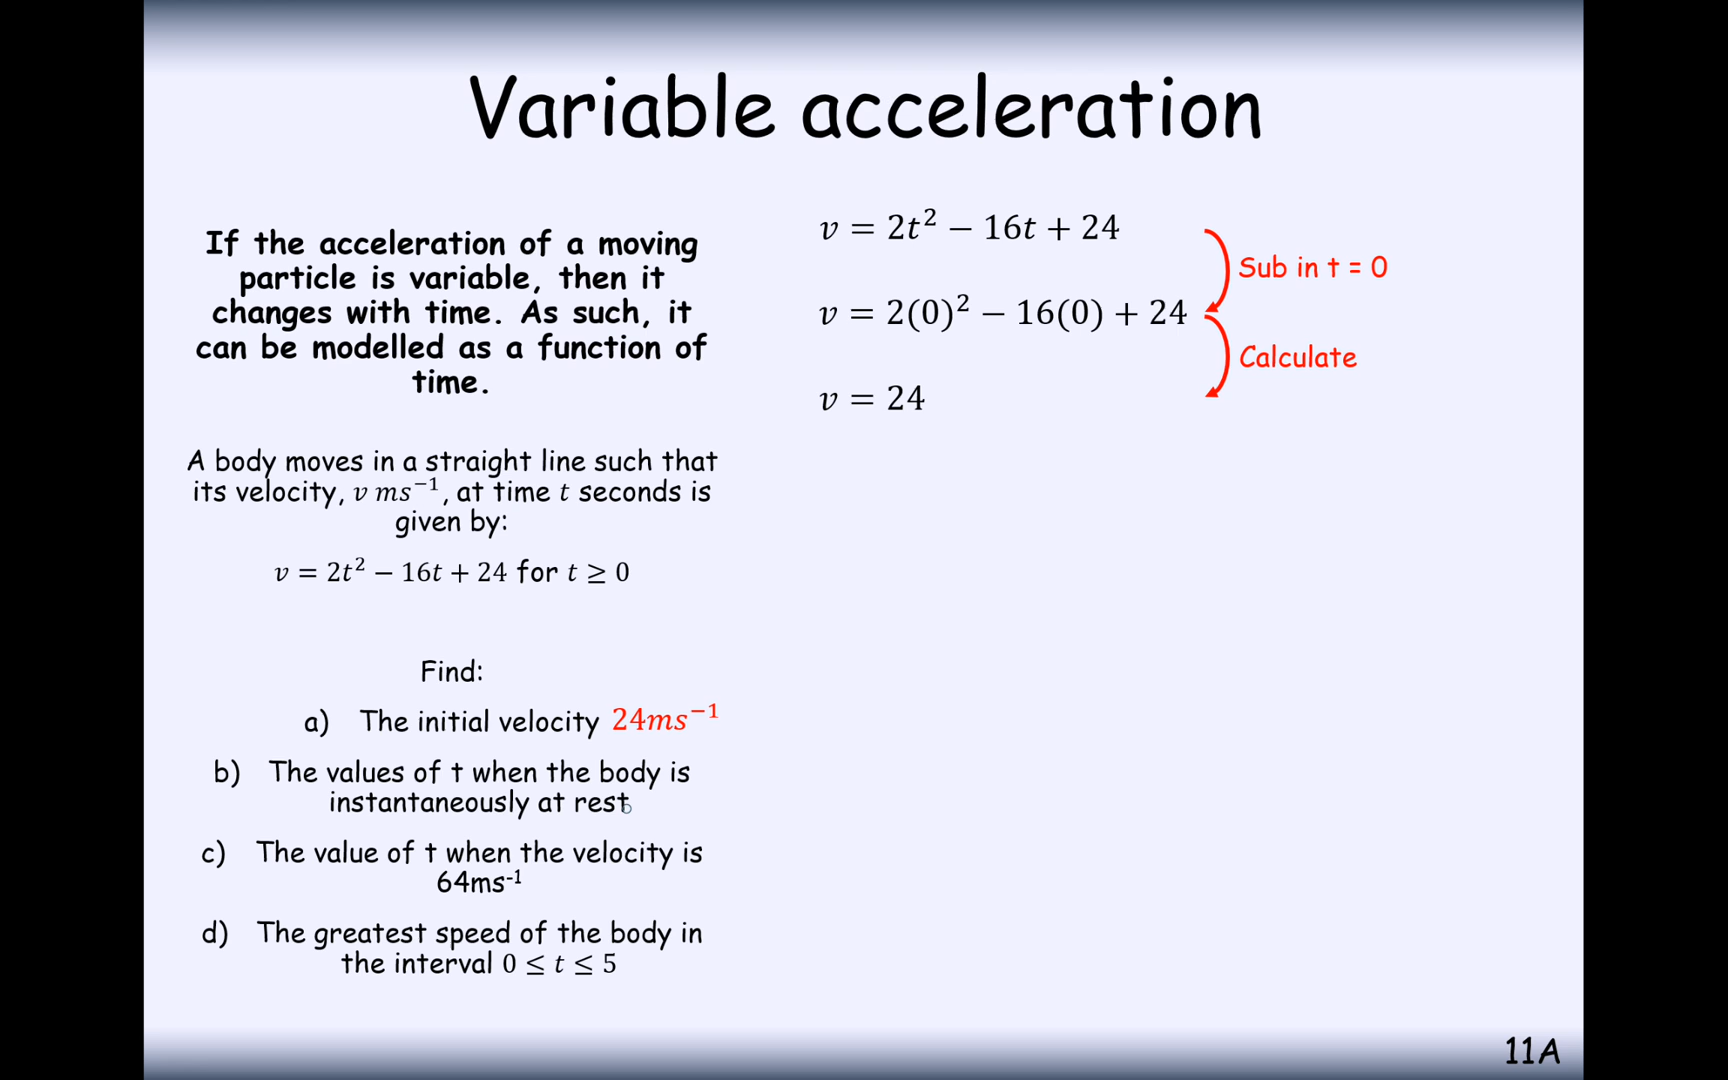 Variable acceleration
If the acceleration of a moving
particle is variable, then it
changes with time. As such, it
can be modelled as a function of
time.
A body moves in a straight line such that
its velocity, v ms⁻¹, at time t seconds is
given by:
v = 2t² − 16t + 24 for t ≥ 0
Find:
a) The initial velocity 24ms⁻¹
b) The values of t when the body is
instantaneously at rest
c) The value of t when the velocity is
64ms⁻¹
d) The greatest speed of the body in
the interval 0 ≤ t ≤ 5
v = 2t² − 16t + 24
Sub in t = 0
v = 2(0)² − 16(0) + 24
Calculate
v = 24
11A